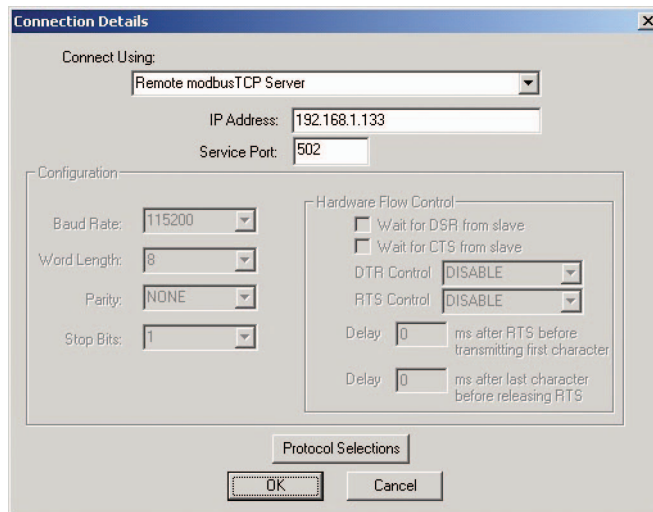 Connection Details
Connect Using:
Remote modbusTCP Server
IP Address: 192.168.1.133
Service Port: 502
Configuration
Baud Rate: 115200
Word Length: 8
Parity: NONE
Stop Bits: 1
Hardware Flow Control
Wait for DSR from slave
Wait for CTS from slave
DTR Control DISABLE
RTS Control DISABLE
Delay 0 ms after RTS before
transmitting first character
Delay 0 ms after last character
before releasing RTS
Protocol Selections
OK Cancel